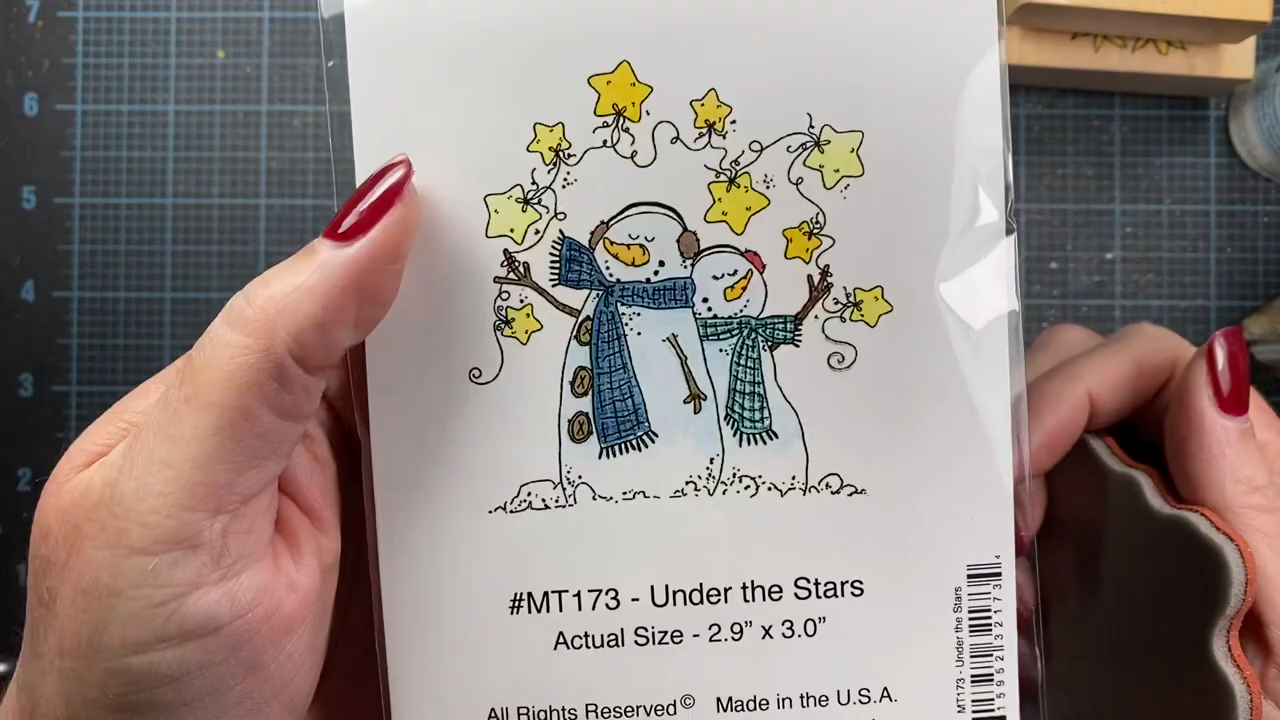 7
6
5
4
3
2
#MT173 - Under the Stars
Actual Size - 2.9” x 3.0”
All Rights Reserved© Made in the U.S.A.
MT173 - Under the Stars